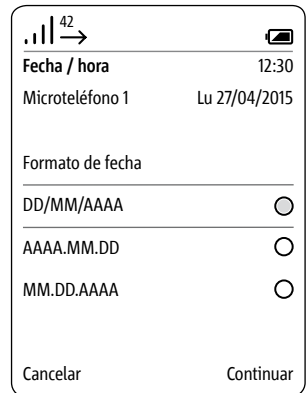 42
Fecha / hora 12:30
Microteléfono 1 Lu 27/04/2015
Formato de fecha
DD/MM/AAAA
AAAA.MM.DD
MM.DD.AAAA
Cancelar Continuar